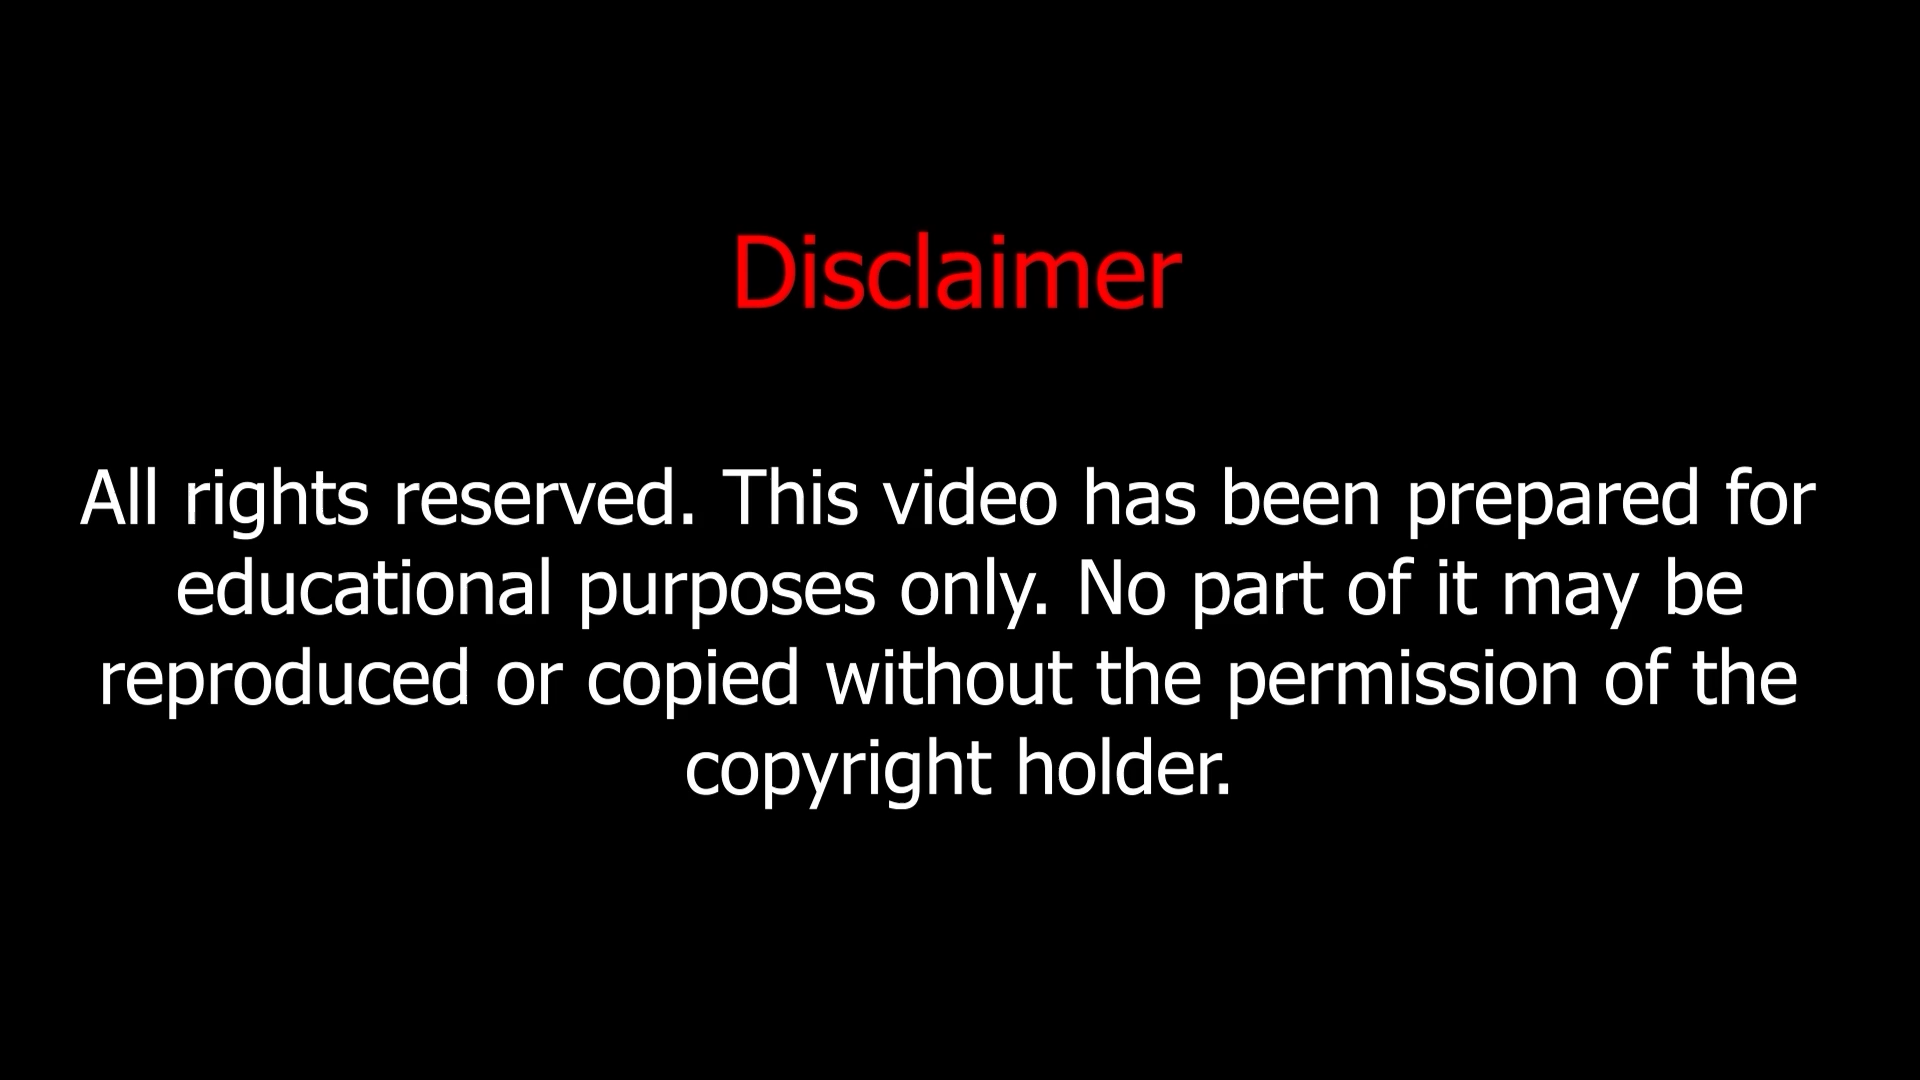 Disclaimer
All rights reserved. This video has been prepared for
educational purposes only. No part of it may be
reproduced or copied without the permission of the
copyright holder.